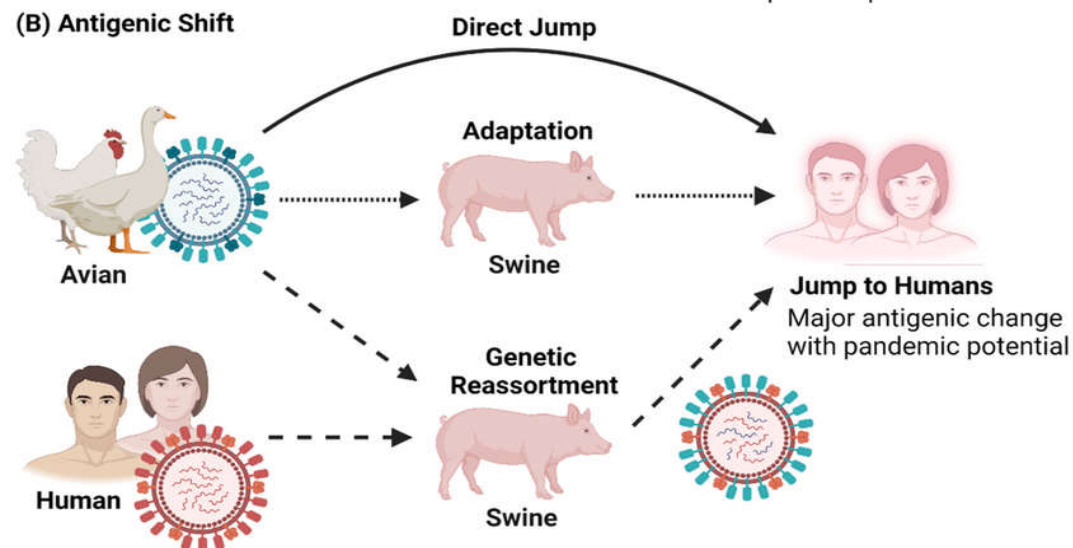 (B) Antigenic Shift
Direct Jump
Adaptation
Swine
Avian
Jump to Humans
Major antigenic change
with pandemic potential
Genetic
Reassortment
Human
Swine